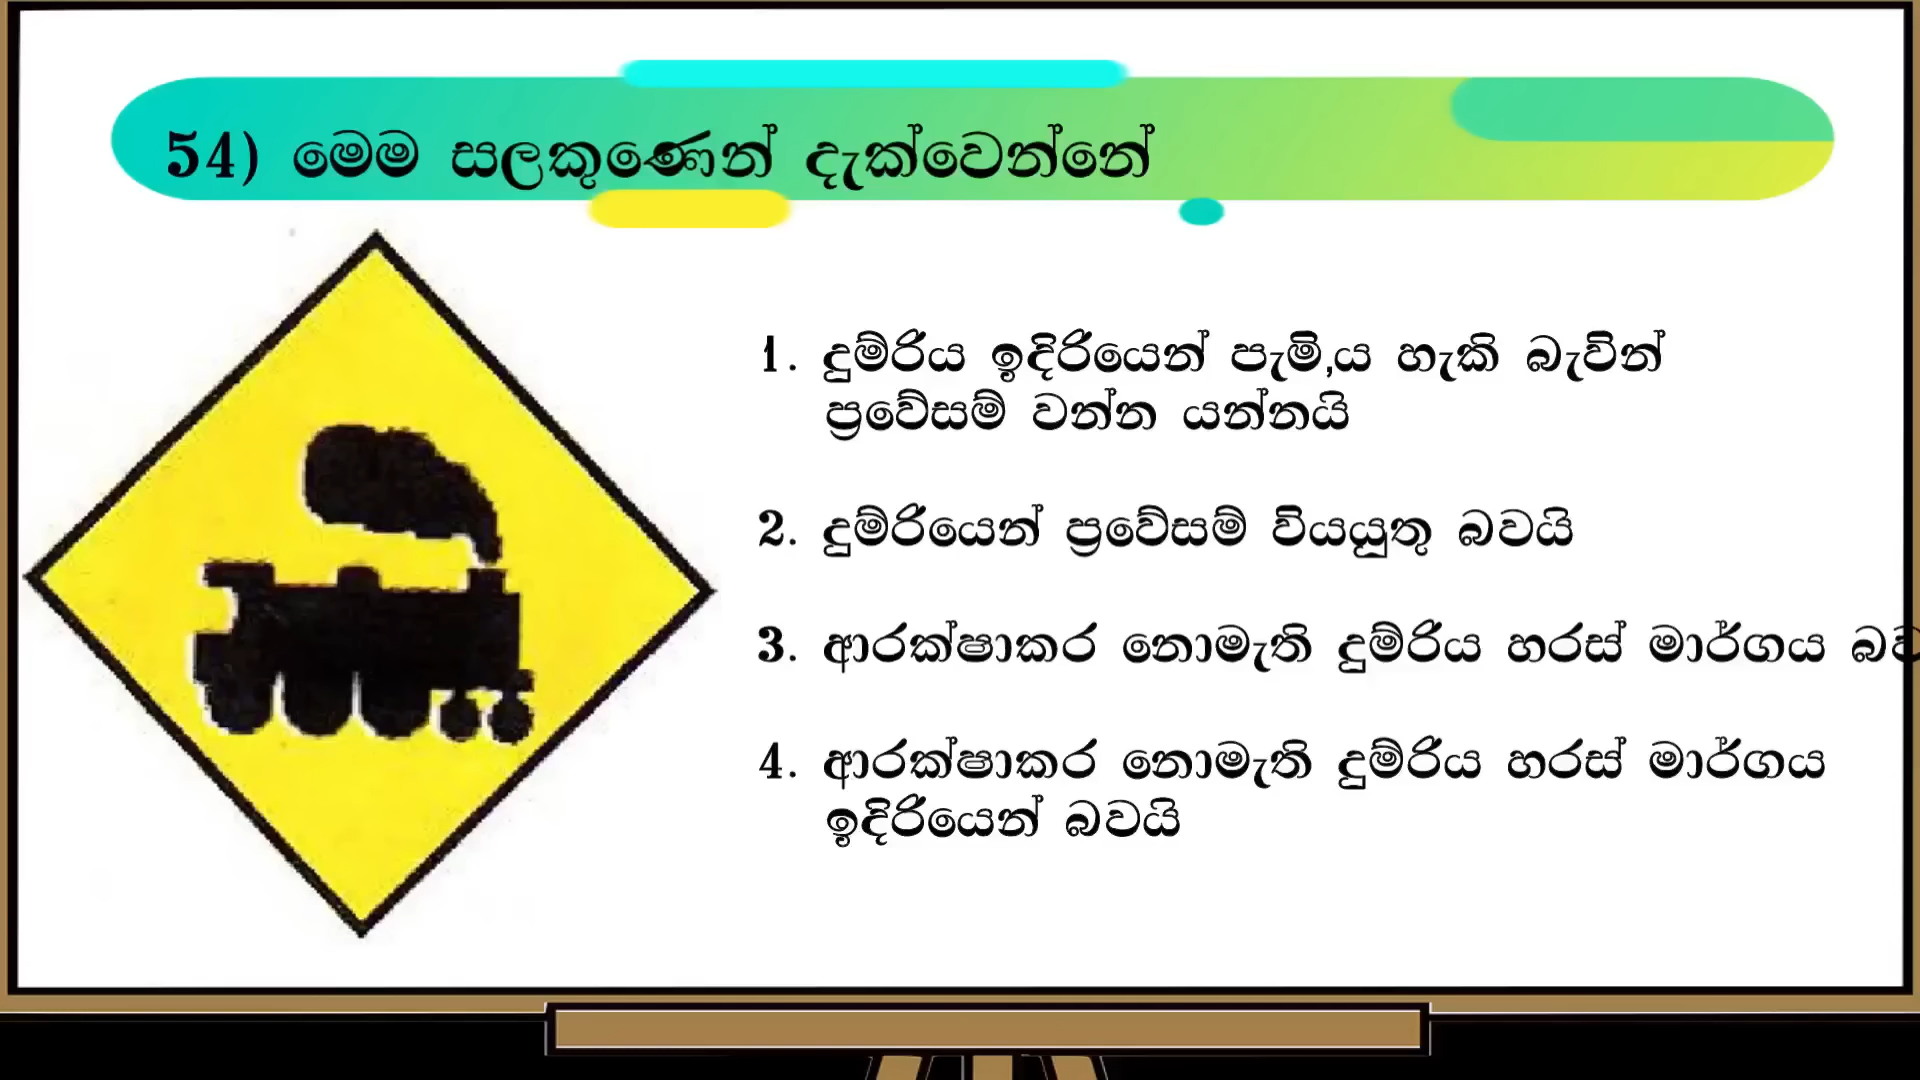 54) මෙම සලකුණෙන් දැක්වෙන්නේ
1. දුම්රිය ඉදිරියෙන් පැමි,ය හැකි බැවින්
ප්‍රවේසම් වන්න යන්නයි
2. දුම්රියෙන් ප්‍රවේසම් වියයුතු බවයි
3. ආරක්ෂාකර නොමැති දුම්රිය හරස් මාර්ගය
4. ආරක්ෂාකර නොමැති දුම්රිය හරස් මාර්ගය
ඉදිරියෙන් බවයි